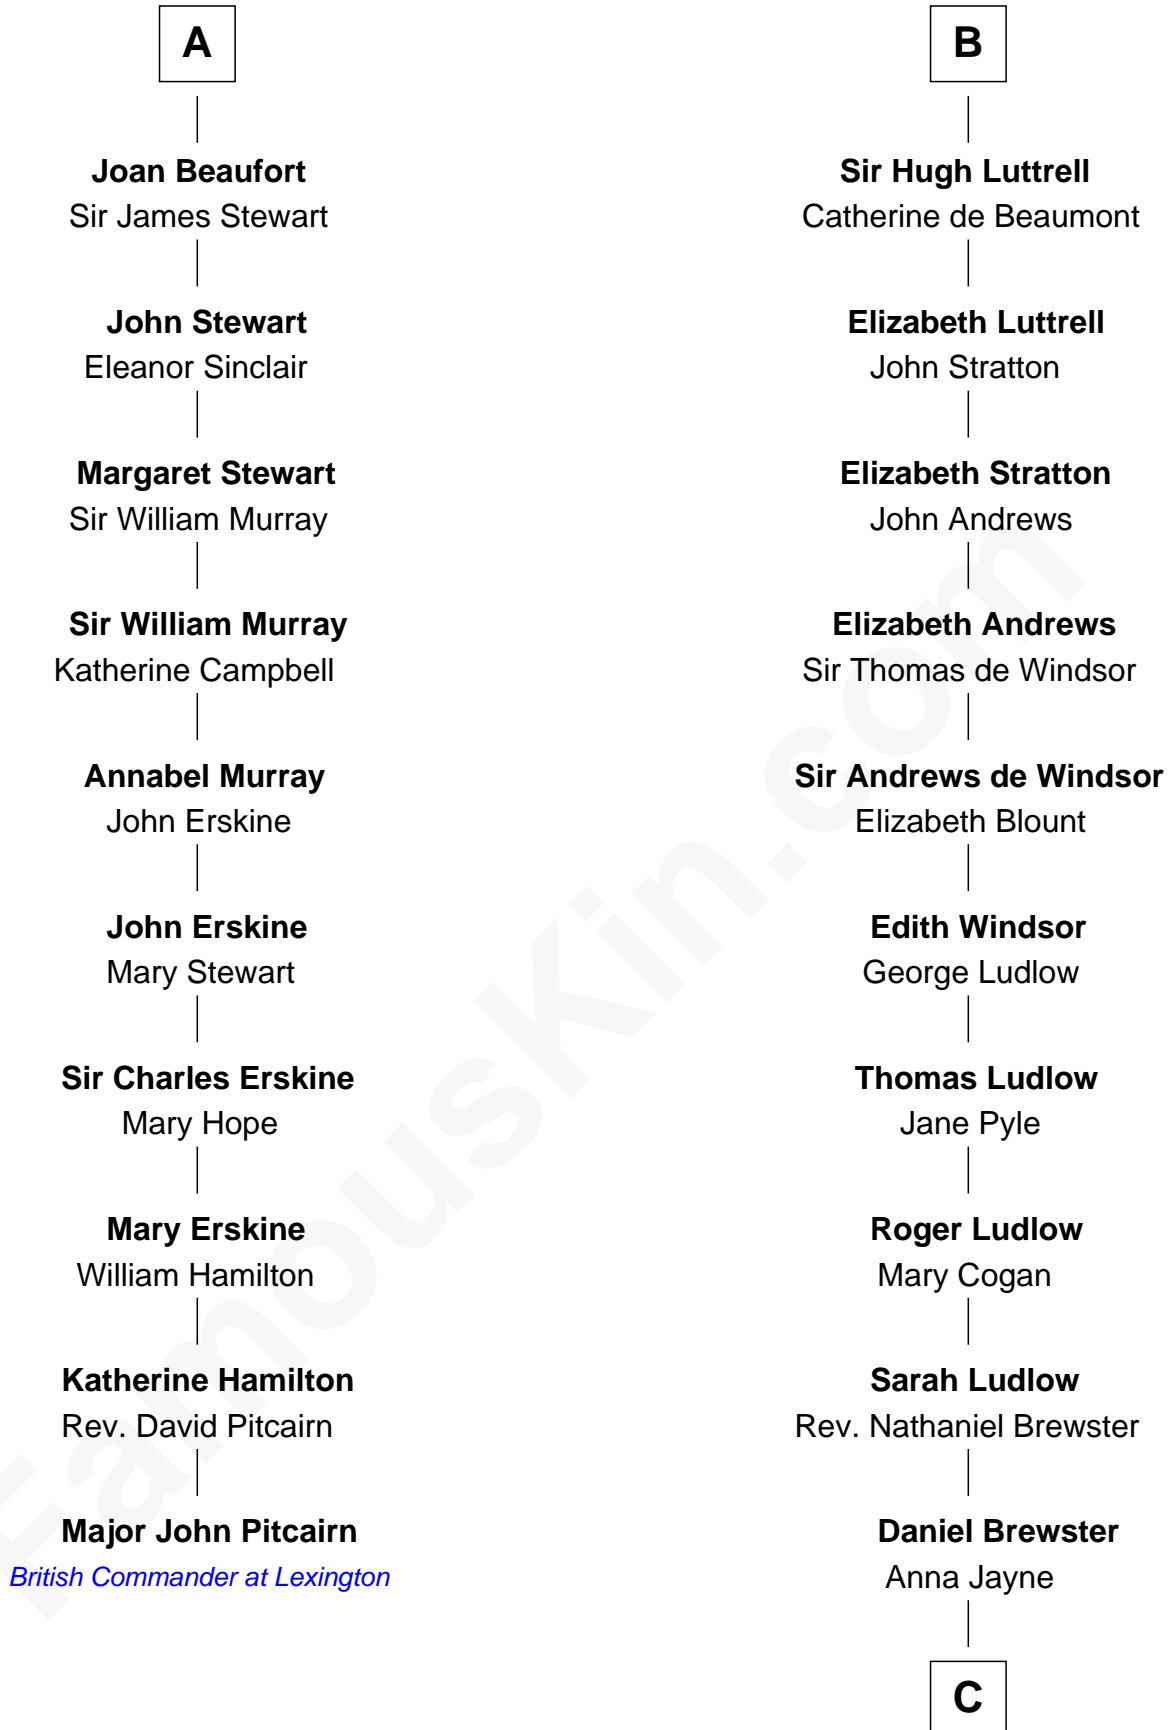 A
Joan Beaufort
Sir James Stewart
John Stewart
Eleanor Sinclair
Margaret Stewart
Sir William Murray
Sir William Murray
Katherine Campbell
Annabel Murray
John Erskine
John Erskine
Mary Stewart
Sir Charles Erskine
Mary Hope
Mary Erskine
William Hamilton
Katherine Hamilton
Rev. David Pitcairn
Major John Pitcairn
British Commander at Lexington
B
Sir Hugh Luttrell
Catherine de Beaumont
Elizabeth Luttrell
John Stratton
Elizabeth Stratton
John Andrews
Elizabeth Andrews
Sir Thomas de Windsor
Sir Andrews de Windsor
Elizabeth Blount
Edith Windsor
George Ludlow
Thomas Ludlow
Jane Pyle
Roger Ludlow
Mary Cogan
Sarah Ludlow
Rev. Nathaniel Brewster
Daniel Brewster
Anna Jayne
C
FamousKin.com